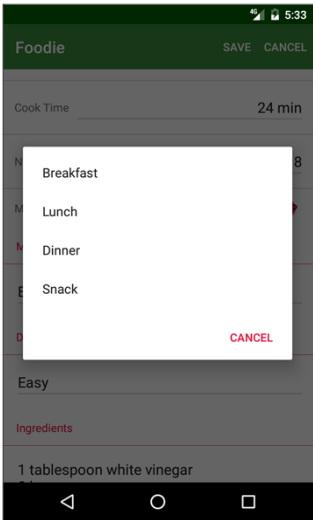 4G 5:33
Foodie SAVE CANCEL
Cook Time 24 min
N 8
Breakfast
M
Lunch
M
Dinner
Snack
D
CANCEL
Easy
Ingredients
1 tablespoon white vinegar